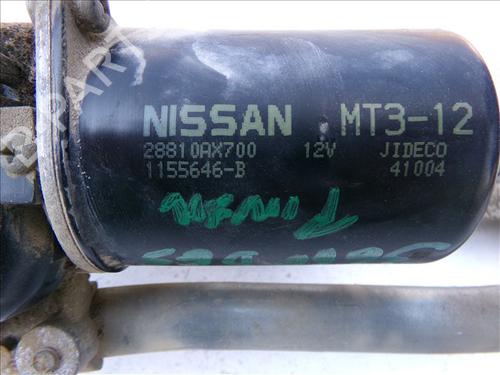 NISSAN MT3-12
28810AX700 12V JIDECO
1155646-B 41004